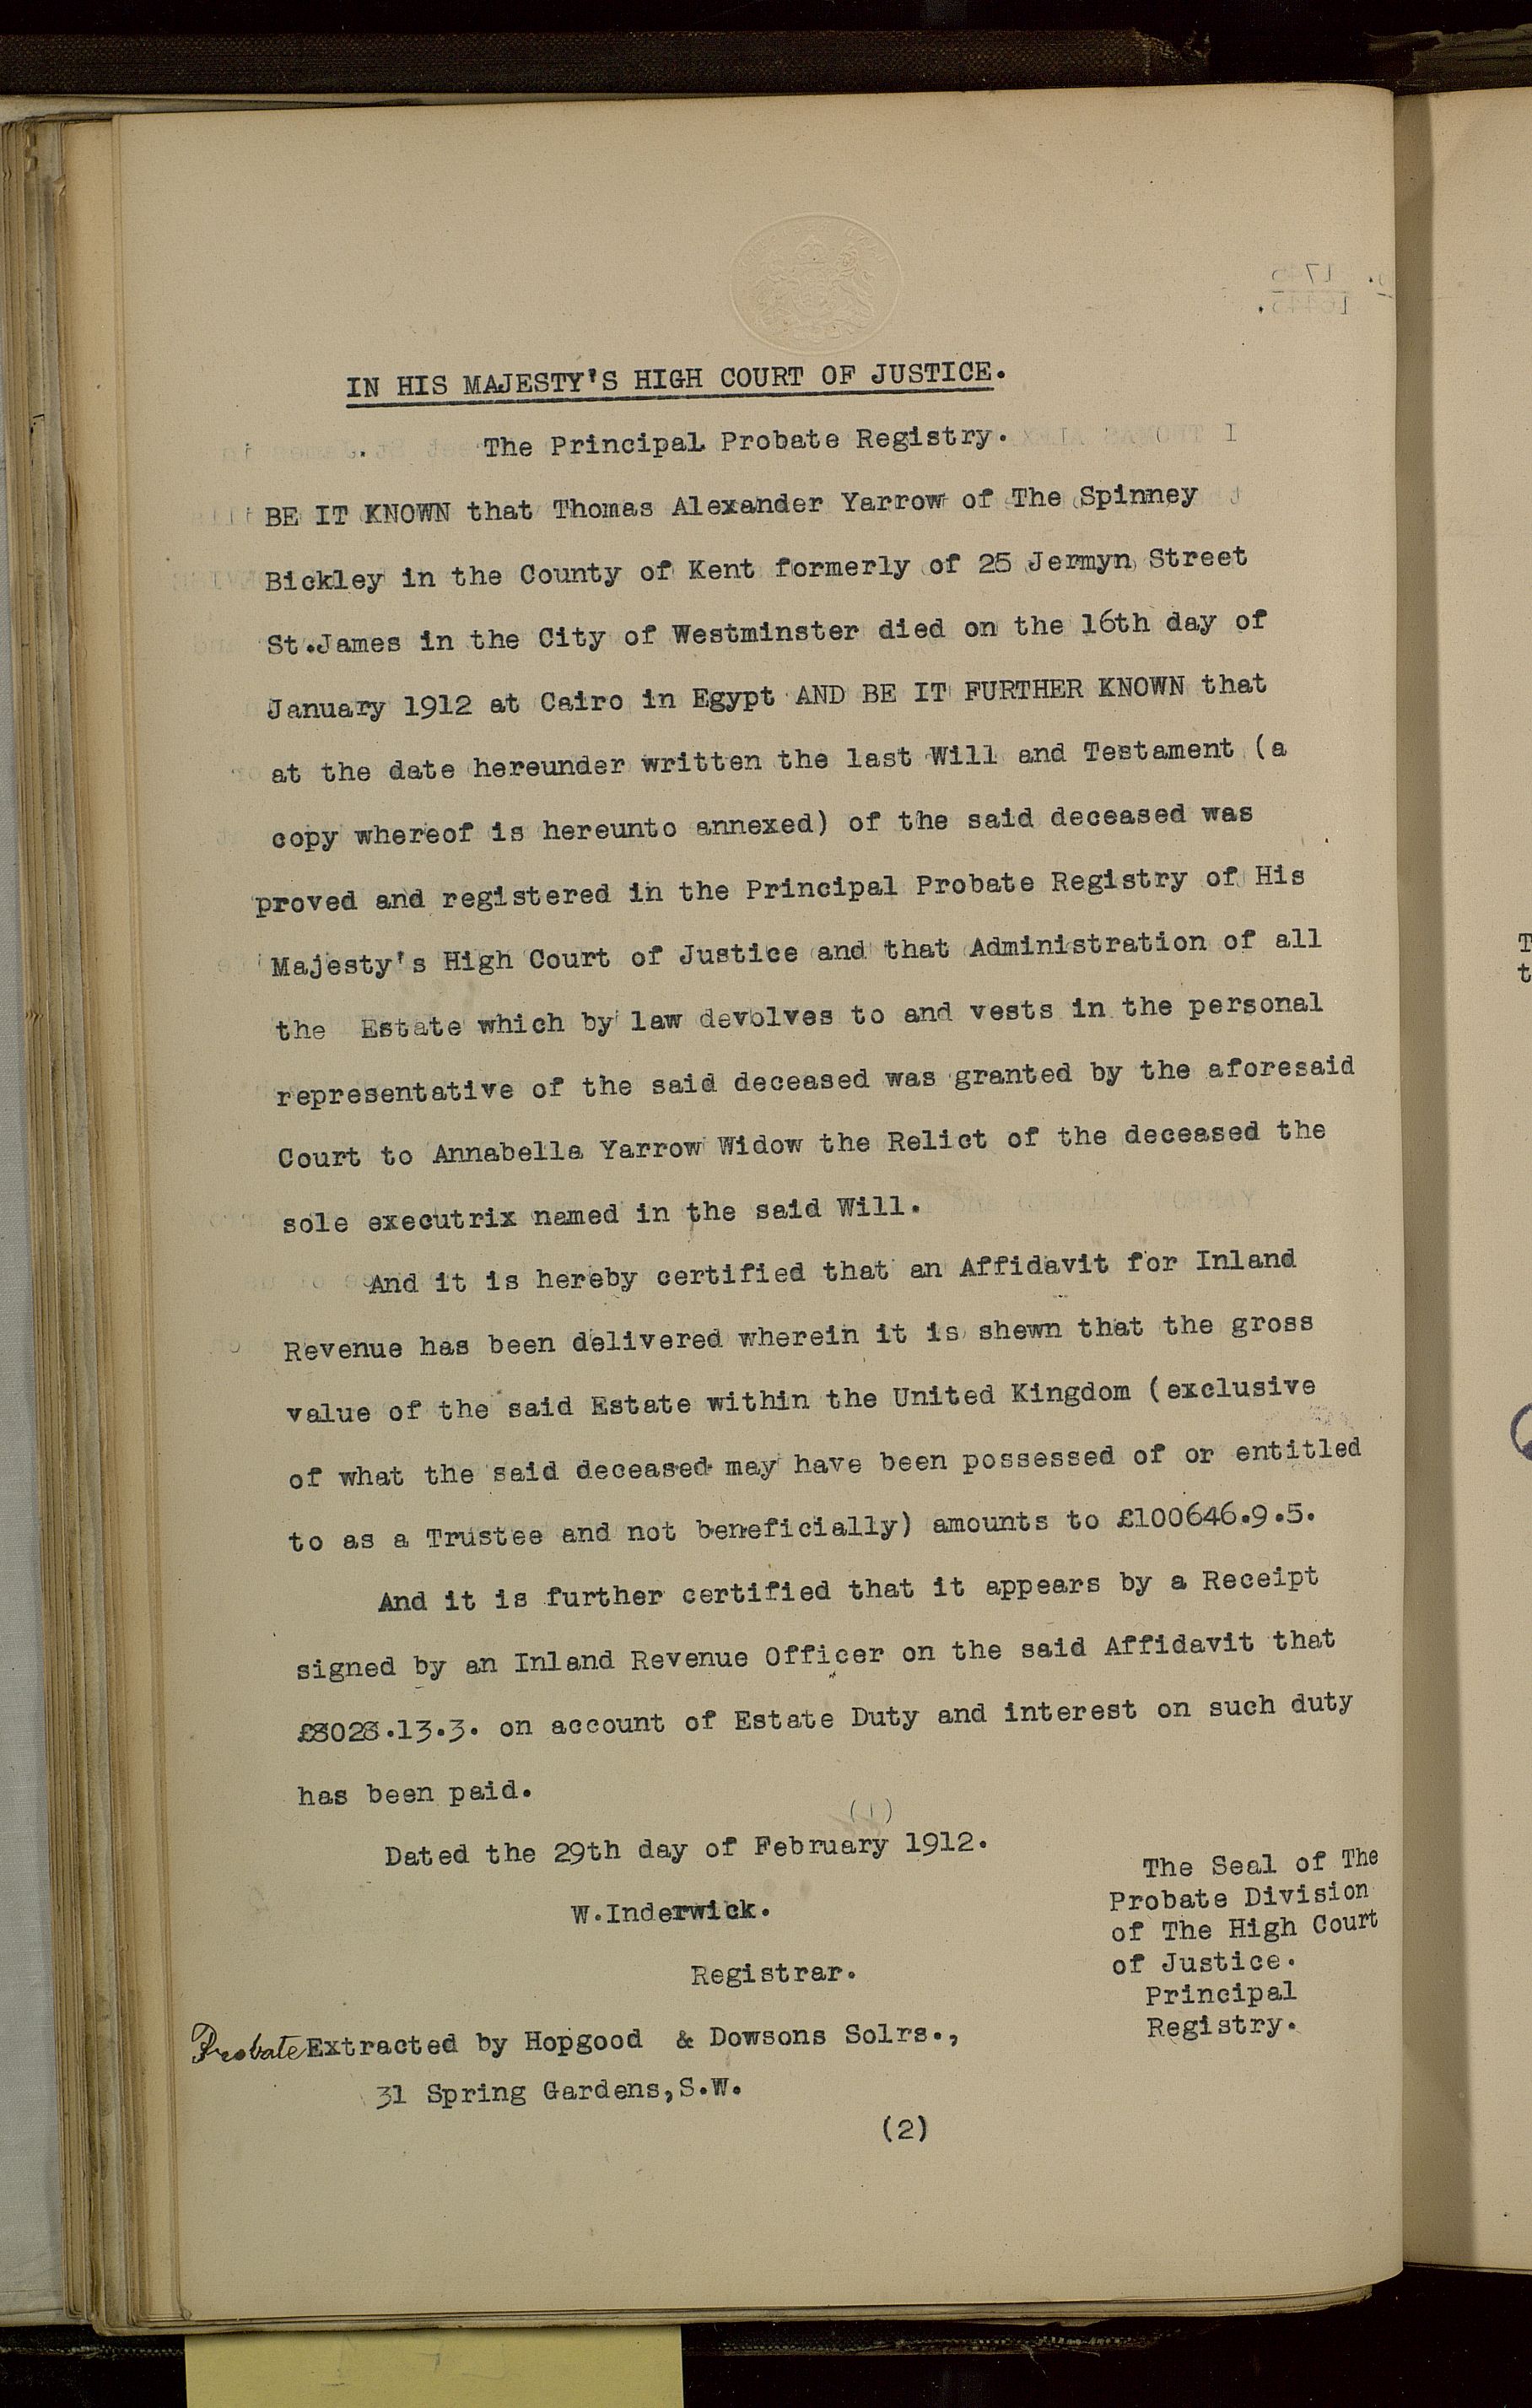 IN HIS MAJESTY'S HIGH COURT OF JUSTICE.
The Principal Probate Registry.
BE IT KNOWN that Thomas Alexander Yarrow of The Spinney
Bickley in the County of Kent formerly of 25 Jermyn Street
St.James in the City of Westminster died on the 16th day of
January 1912 at Cairo in Egypt AND BE IT FURTHER KNOWN that
at the date hereunder written the last Will and Testament (a
copy whereof is hereunto annexed) of the said deceased was
proved and registered in the Principal Probate Registry of His
Majesty's High Court of Justice and that Administration of all
the Estate which by law devolves to and vests in the personal
representative of the said deceased was granted by the aforesaid
Court to Annabella Yarrow Widow the Relict of the deceased the
sole executrix named in the said Will.
And it is hereby certified that an Affidavit for Inland
Revenue has been delivered wherein it is shewn that the gross
value of the said Estate within the United Kingdom (exclusive
of what the said deceased may have been possessed of or entitled
to as a Trustee and not beneficially) amounts to £100646.9.5.
And it is further certified that it appears by a Receipt
signed by an Inland Revenue Officer on the said Affidavit that
£8028.13.3. on account of Estate Duty and interest on such duty
has been paid.
(1)
Dated the 29th day of February 1912.
W.Inderwick.
Registrar.
The Seal of The
Probate Division
of The High Court
of Justice.
Principal
Registry.
Probate Extracted by Hopgood & Dowsons Solrs.,
31 Spring Gardens,S.W.
(2)